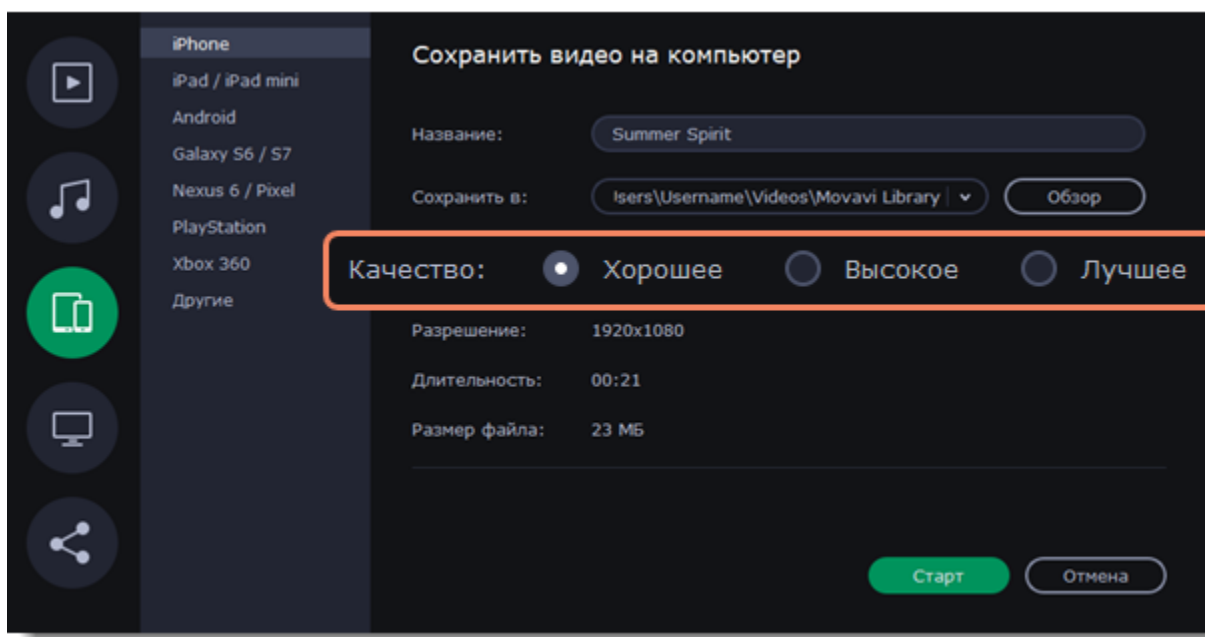 iPhone
iPad / iPad mini
Android
Galaxy S6 / S7
Nexus 6 / Pixel
PlayStation
Xbox 360
Другие
Сохранить видео на компьютер
Название: Summer Spirit
Сохранить в: lsers\Username\Videos\Movavi Library Обзор
Качество: Хорошее Высокое Лучшее
Разрешение: 1920x1080
Длительность: 00:21
Размер файла: 23 МБ
Старт Отмена